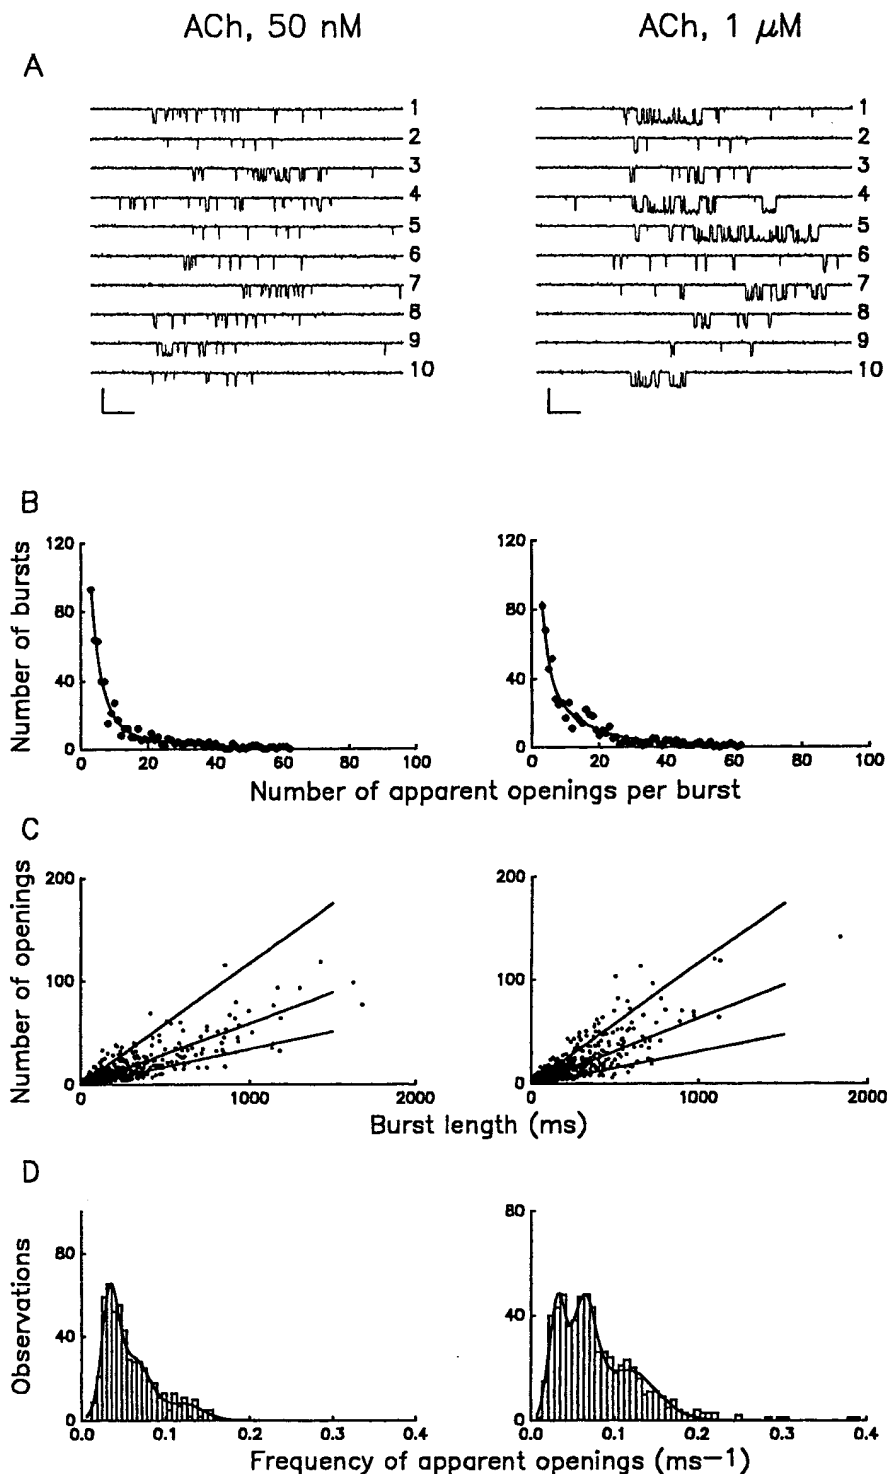 ACh, 50 nM
ACh, 1 μM
A
1
2
3
4
5
6
7
8
9
10
1
2
3
4
5
6
7
8
9
10
B
Number of bursts
120
80
40
0
0 20 40 60 80 100
120
80
40
0
0 20 40 60 80 100
Number of apparent openings per burst
C
Number of openings
200
100
0
0 1000 2000
200
100
0
0 1000 2000
Burst length (ms)
D
Observations
80
40
0
0.0 0.1 0.2 0.3 0.4
80
40
0
0.0 0.1 0.2 0.3 0.4
Frequency of apparent openings (ms−1)